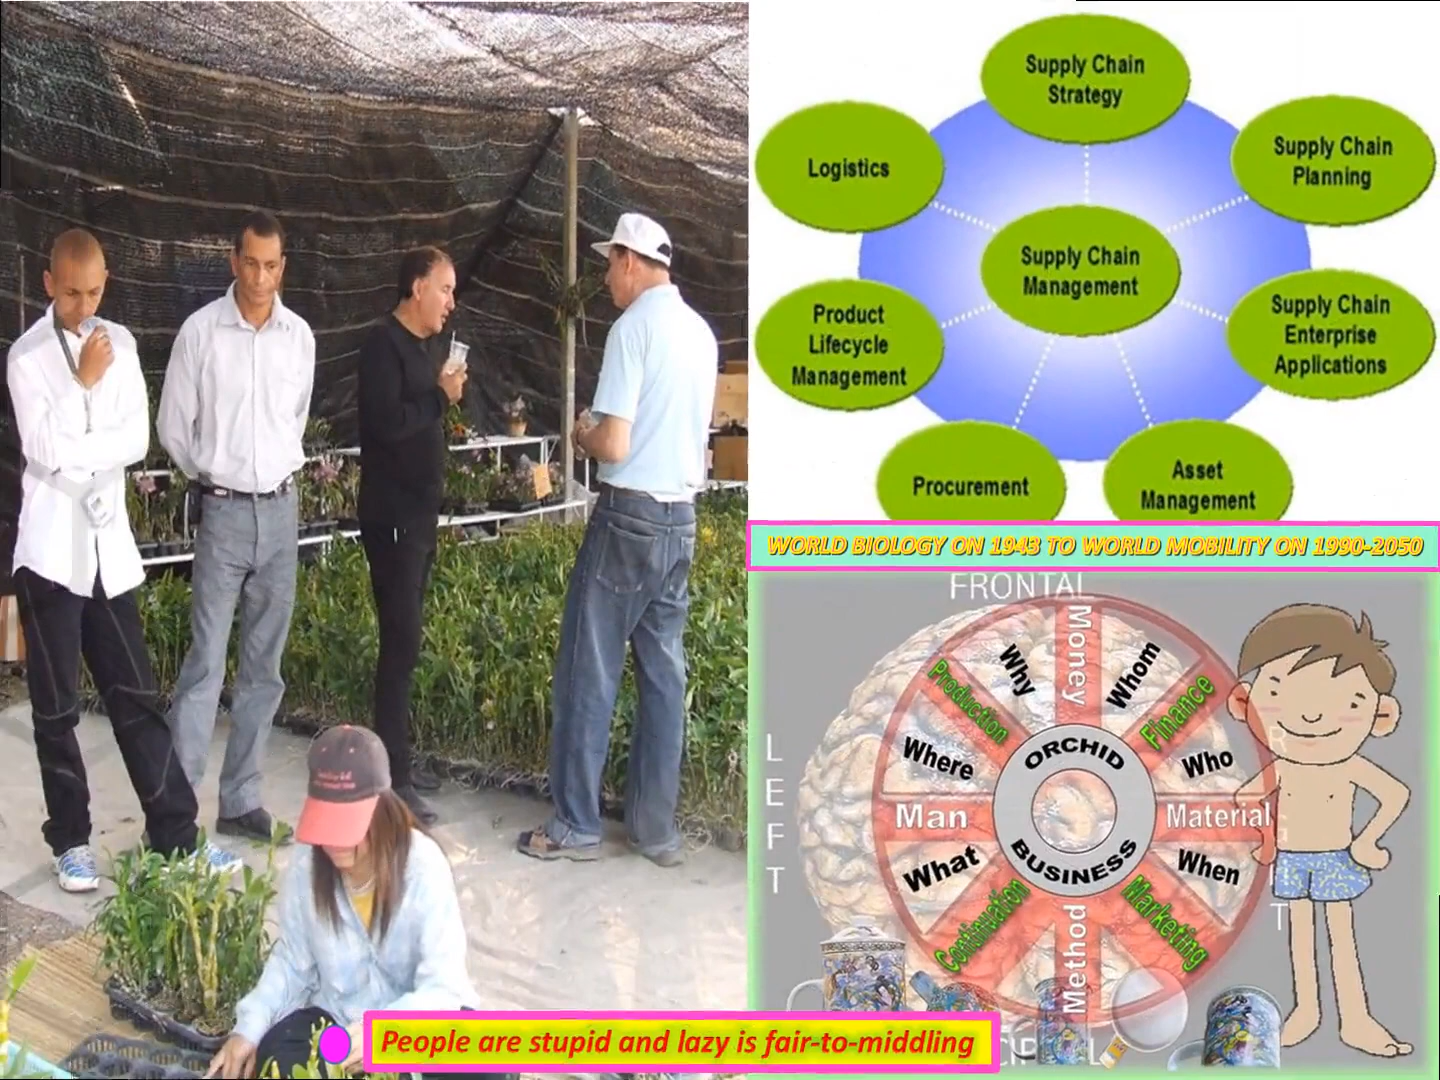 Supply Chain
Strategy
Logistics
Supply Chain
Planning
Supply Chain
Management
Product
Lifecycle
Management
Supply Chain
Enterprise
Applications
Procurement
Asset
Management
WORLD BIOLOGY ON 1943 TO WORLD MOBILITY ON 1990-2050
FRONTAL
LEFT
Money
Why
Whom
Production
Finance
Where
Who
ORCHID
BUSINESS
Man
Material
What
When
Continuation
Marketing
Method
People are stupid and lazy is fair-to-middling